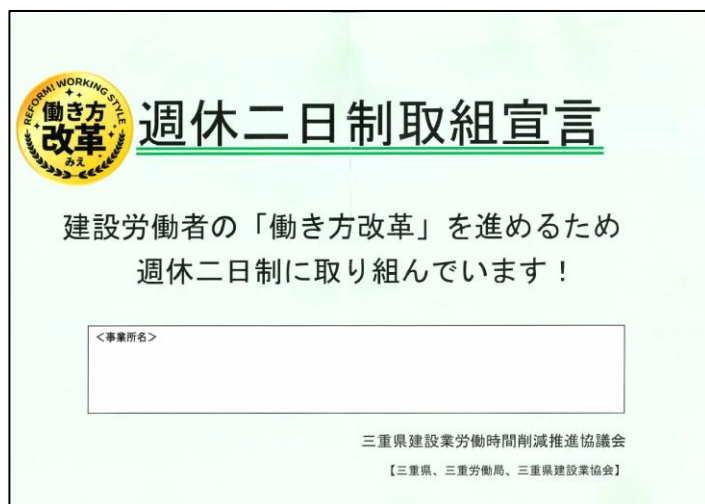 REFORM! WORKING STYLE
働き方
改革
みえ
週休二日制取組宣言
建設労働者の「働き方改革」を進めるため
週休二日制に取り組んでいます！
＜事業所名＞
三重県建設業労働時間削減推進協議会
【三重県、三重労働局、三重県建設業協会】